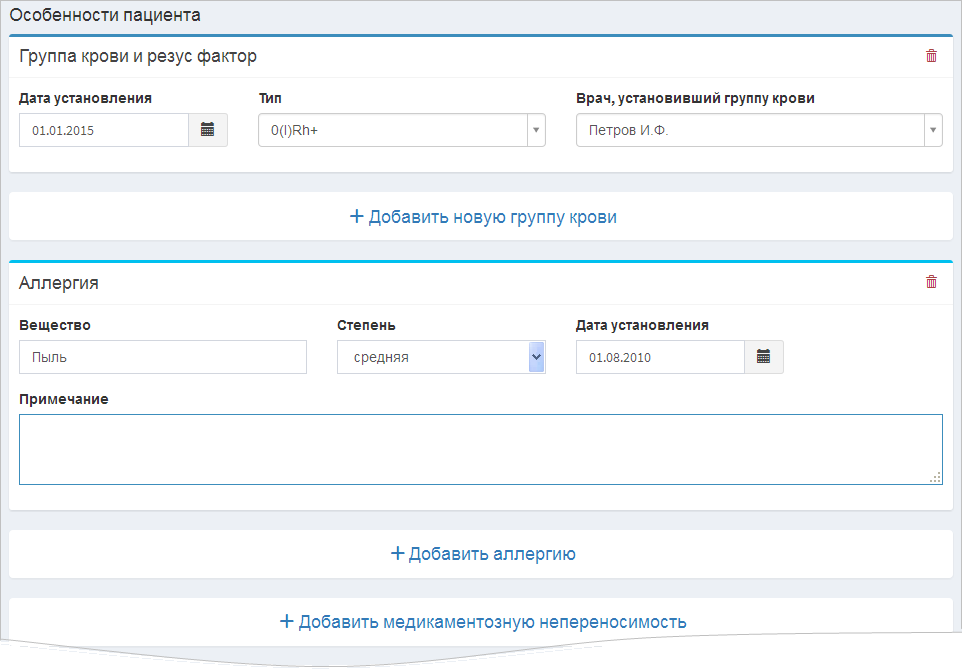 Особенности пациента
Группа крови и резус фактор
Дата установления Тип Врач, установивший группу крови
01.01.2015 0(I)Rh+ Петров И.Ф.
+ Добавить новую группу крови
Аллергия
Вещество Степень Дата установления
Пыль средняя 01.08.2010
Примечание
+ Добавить аллергию
+ Добавить медикаментозную непереносимость